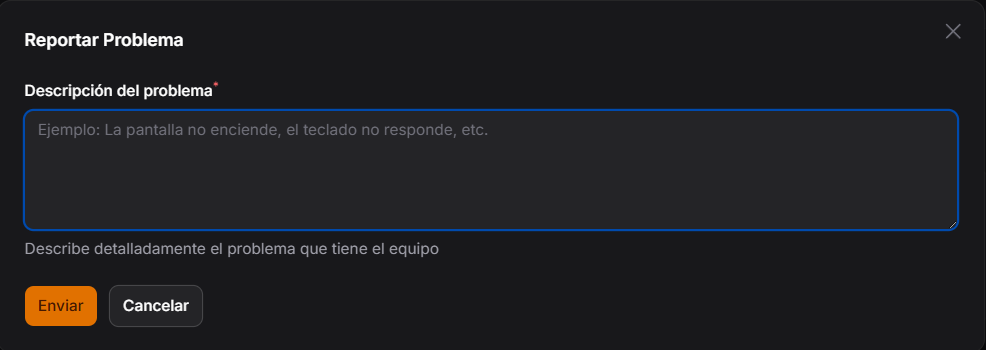 Reportar Problema
Descripción del problema*
Ejemplo: La pantalla no enciende, el teclado no responde, etc.
Describe detalladamente el problema que tiene el equipo
Enviar Cancelar